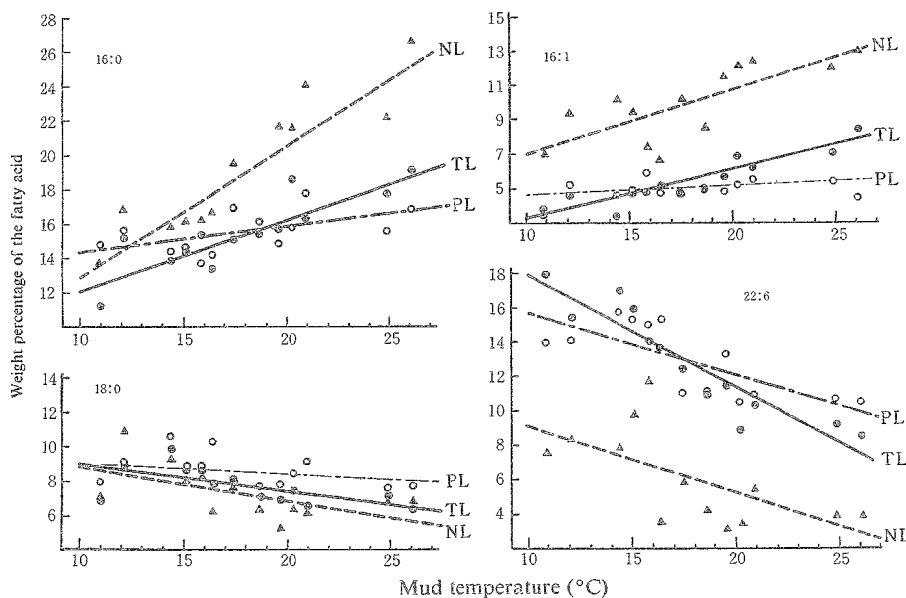 Weight percentage of the fatty acid
28
26
24
22
20
18
16
14
12
16:0
NL
TL
PL
10 15 20 25
15
13
11
9
7
5
16:1
NL
TL
PL
10 15 20 25
14
12
10
8
6
18:0
PL
TL
NL
10 15 20 25
18
16
14
12
10
8
6
4
22:6
PL
TL
NL
10 15 20 25
Mud temperature (°C)